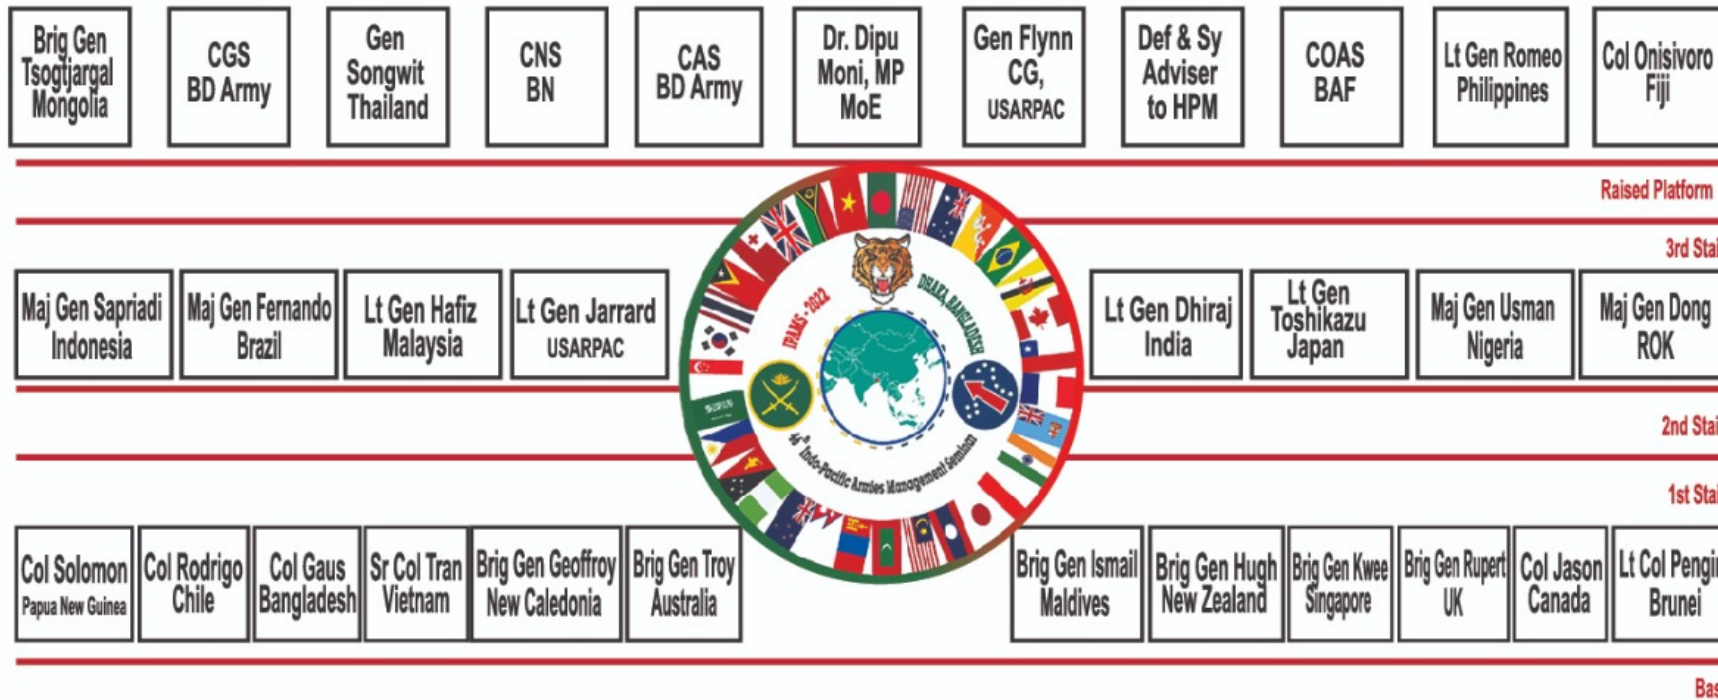 Brig Gen
Tsogtjargal
Mongolia
CGS
BD Army
Gen
Songwit
Thailand
CNS
BN
CAS
BD Army
Dr. Dipu
Moni, MP
MoE
Gen Flynn
CG,
USARPAC
Def & Sy
Adviser
to HPM
COAS
BAF
Lt Gen Romeo
Philippines
Col Onisivoro
Fiji
Raised Platform
3rd Stai
Maj Gen Sapriadi
Indonesia
Maj Gen Fernando
Brazil
Lt Gen Hafiz
Malaysia
Lt Gen Jarrard
USARPAC
IPAMS - 2022
DHAKA, BANGLADESH
46th Indo-Pacific Armies Management Seminar
Lt Gen Dhiraj
India
Lt Gen
Toshikazu
Japan
Maj Gen Usman
Nigeria
Maj Gen Dong
ROK
2nd Stai
1st Stai
Col Solomon
Papua New Guinea
Col Rodrigo
Chile
Col Gaus
Bangladesh
Sr Col Tran
Vietnam
Brig Gen Geoffroy
New Caledonia
Brig Gen Troy
Australia
Brig Gen Ismail
Maldives
Brig Gen Hugh
New Zealand
Brig Gen Kwee
Singapore
Brig Gen Rupert
UK
Col Jason
Canada
Lt Col Pengir
Brunei
Bas